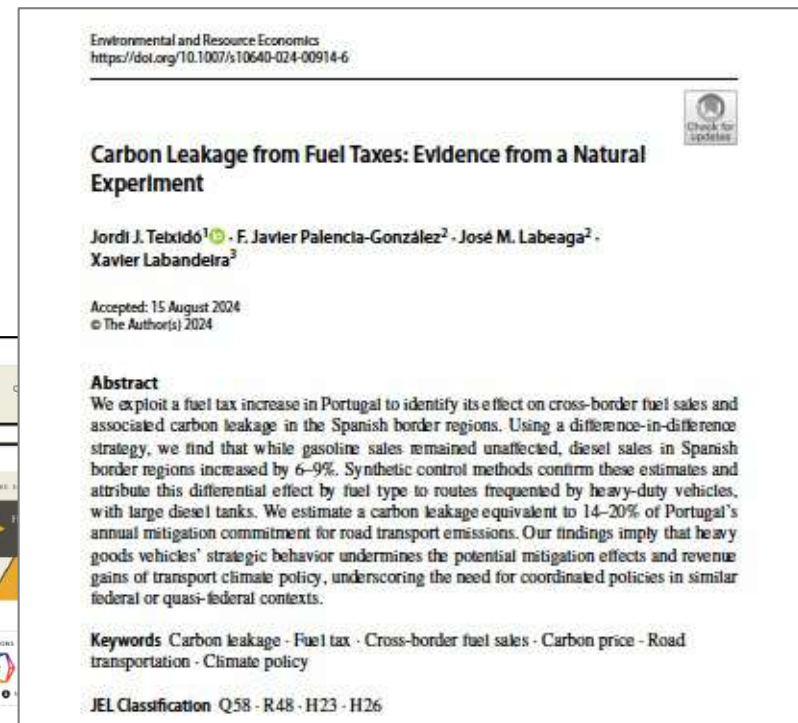 Environmental and Resource Economics
https://doi.org/10.1007/s10640-024-00914-6
Check for
updates
Carbon Leakage from Fuel Taxes: Evidence from a Natural
Experiment
Jordi J. Teixidó1 · F. Javier Palencia-González2 · José M. Labeaga2 ·
Xavier Labandeira3
Accepted: 15 August 2024
© The Author(s) 2024
Abstract
We exploit a fuel tax increase in Portugal to identify its effect on cross-border fuel sales and
associated carbon leakage in the Spanish border regions. Using a difference-in-difference
strategy, we find that while gasoline sales remained unaffected, diesel sales in Spanish
border regions increased by 6–9%. Synthetic control methods confirm these estimates and
attribute this differential effect by fuel type to routes frequented by heavy-duty vehicles,
with large diesel tanks. We estimate a carbon leakage equivalent to 14–20% of Portugal's
annual mitigation commitment for road transport emissions. Our findings imply that heavy
goods vehicles' strategic behavior undermines the potential mitigation effects and revenue
gains of transport climate policy, underscoring the need for coordinated policies in similar
federal or quasi-federal contexts.
Keywords Carbon leakage · Fuel tax · Cross-border fuel sales · Carbon price · Road
transportation · Climate policy
JEL Classification Q58 · R48 · H23 · H26